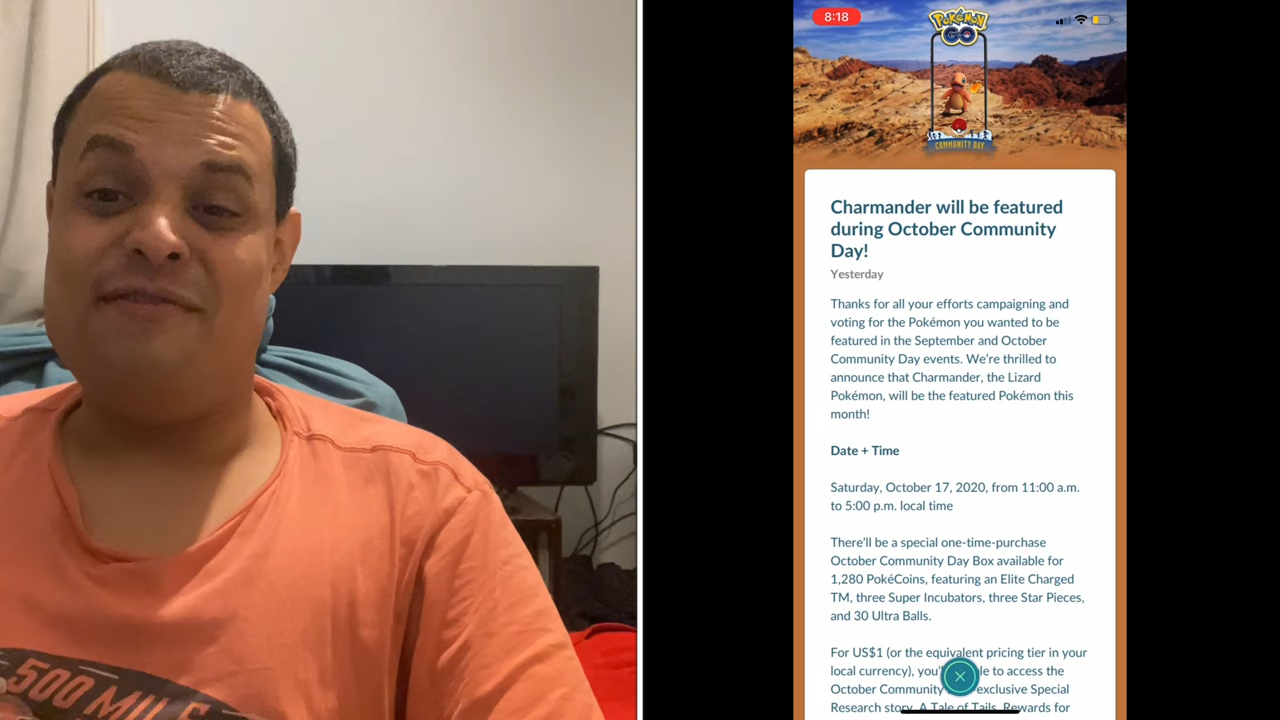 500 MILE
8:18
POKÉMON
GO
COMMUNITY DAY
Charmander will be featured
during October Community
Day!
Yesterday
Thanks for all your efforts campaigning and
voting for the Pokémon you wanted to be
featured in the September and October
Community Day events. We're thrilled to
announce that Charmander, the Lizard
Pokémon, will be the featured Pokémon this
month!
Date + Time
Saturday, October 17, 2020, from 11:00 a.m.
to 5:00 p.m. local time
There'll be a special one-time-purchase
October Community Day Box available for
1,280 PokéCoins, featuring an Elite Charged
TM, three Super Incubators, three Star Pieces,
and 30 Ultra Balls.
For US$1 (or the equivalent pricing tier in your
local currency), to access the
October Community exclusive Special
Research story, A Tale of Tails. Rewards for